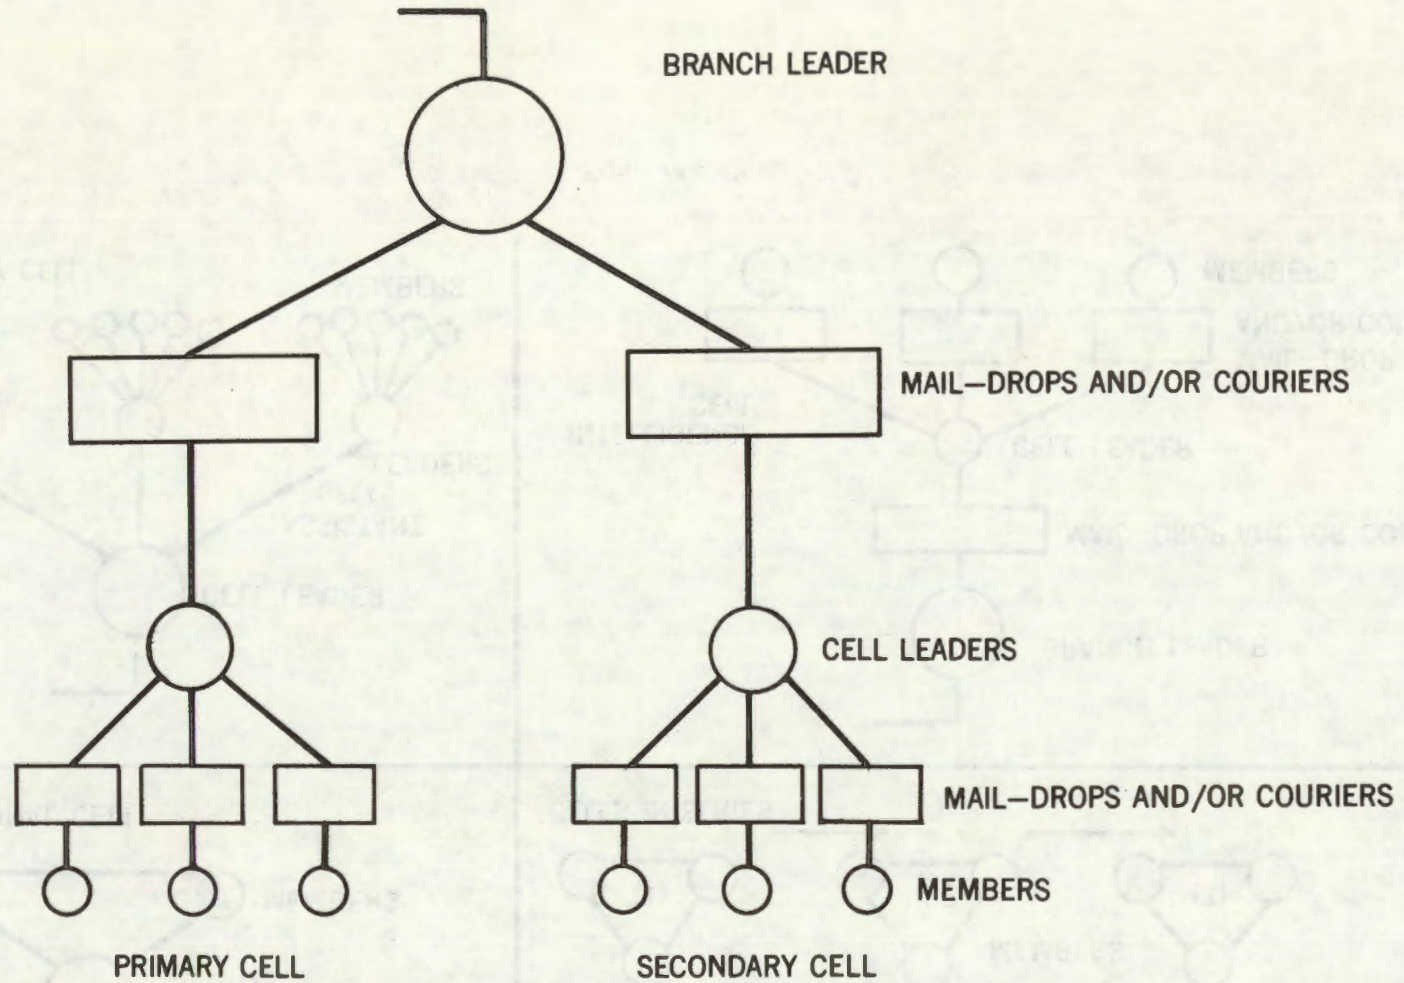 BRANCH LEADER
MAIL—DROPS AND/OR COURIERS
CELL LEADERS
MAIL—DROPS AND/OR COURIERS
MEMBERS
PRIMARY CELL
SECONDARY CELL